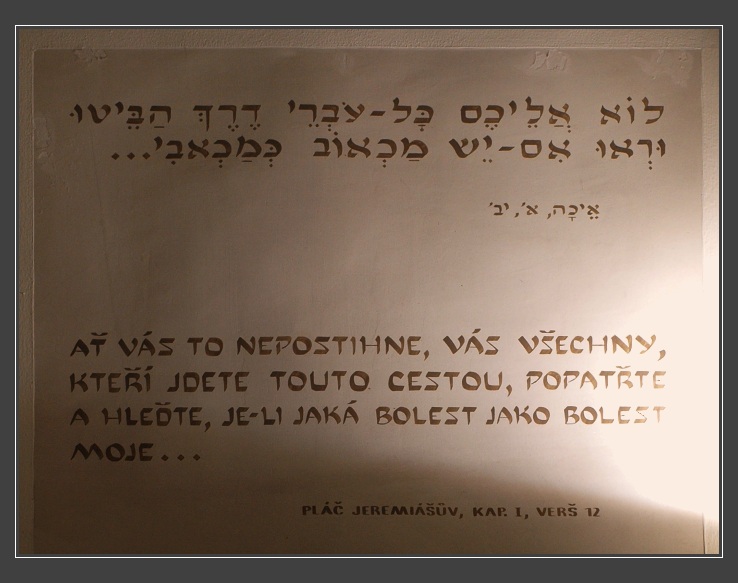 לוֹא אֲלֵיכֶם כָּל-עֹבְרֵי דֶרֶךְ הַבִּיטוּ
וּרְאוּ אִם-יֵשׁ מַכְאוֹב כְּמַכְאֹבִי...
אֵיכָה, א׳, יב׳
AŤ VÁS TO NEPOSTIHNE, VÁS VŠECHNY,
KTEŘÍ JDETE TOUTO CESTOU, POPATŘTE
A HLEĎTE, JE-LI JAKÁ BOLEST JAKO BOLEST
MOJE...
PLÁČ JEREMIÁŠŮV, KAP. I, VERŠ 12